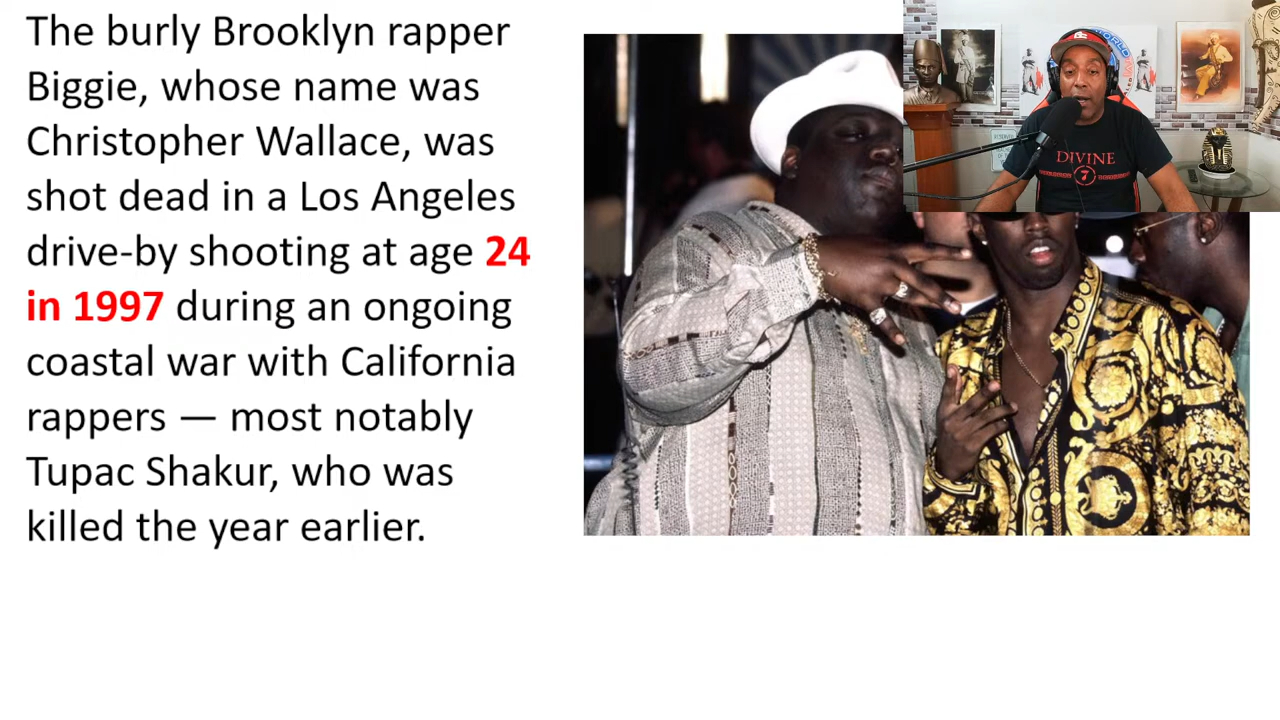 The burly Brooklyn rapper
Biggie, whose name was
Christopher Wallace, was
shot dead in a Los Angeles
drive-by shooting at age 24
in 1997 during an ongoing
coastal war with California
rappers — most notably
Tupac Shakur, who was
killed the year earlier.
DIVINE
7